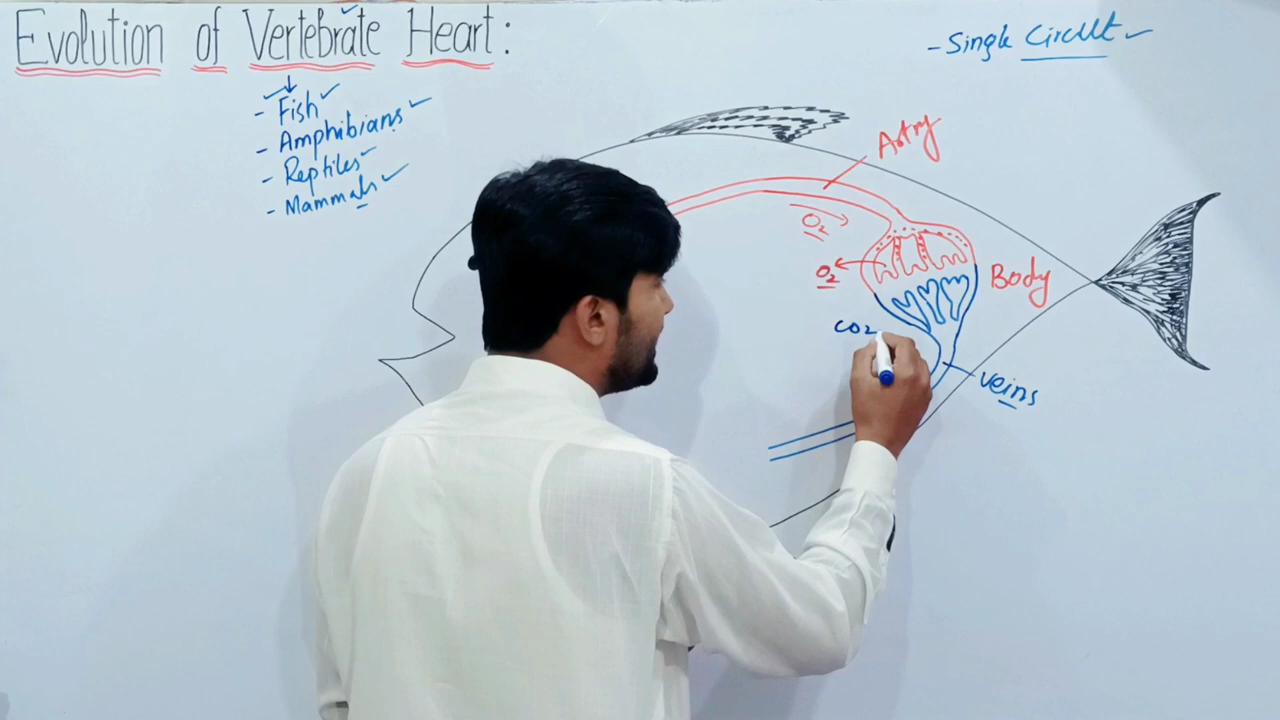 Evolution of Vertebrate Heart:
- Single Circuit
- Fish
- Amphibians
- Reptiles
- Mammals
Artry
O₂
O₂
Body
CO₂
Veins